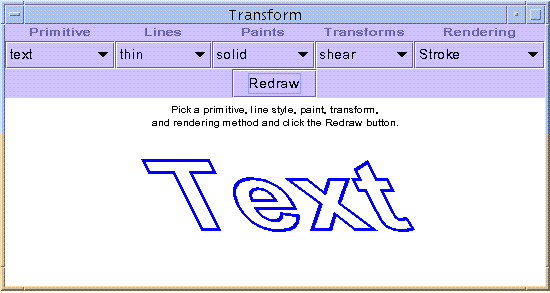 Transform
Primitive Lines Paints Transforms Rendering
text thin solid shear Stroke
Redraw
Pick a primitive, line style, paint, transform,
and rendering method and click the Redraw button.
Text